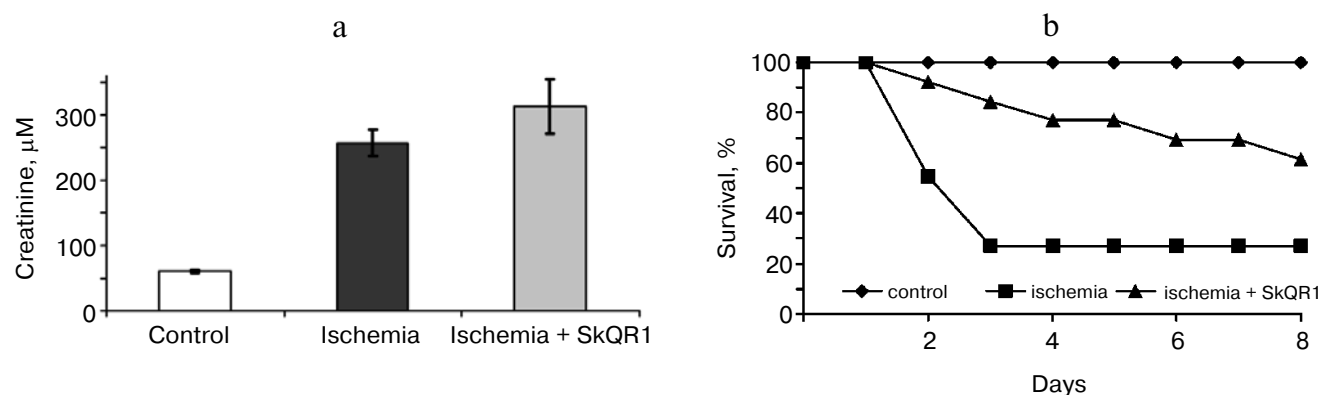 a
Creatinine, µM
300
200
100
0
Control
Ischemia
Ischemia + SkQR1
b
Survival, %
100
80
60
40
20
0
control
ischemia
ischemia + SkQR1
2
4
6
8
Days